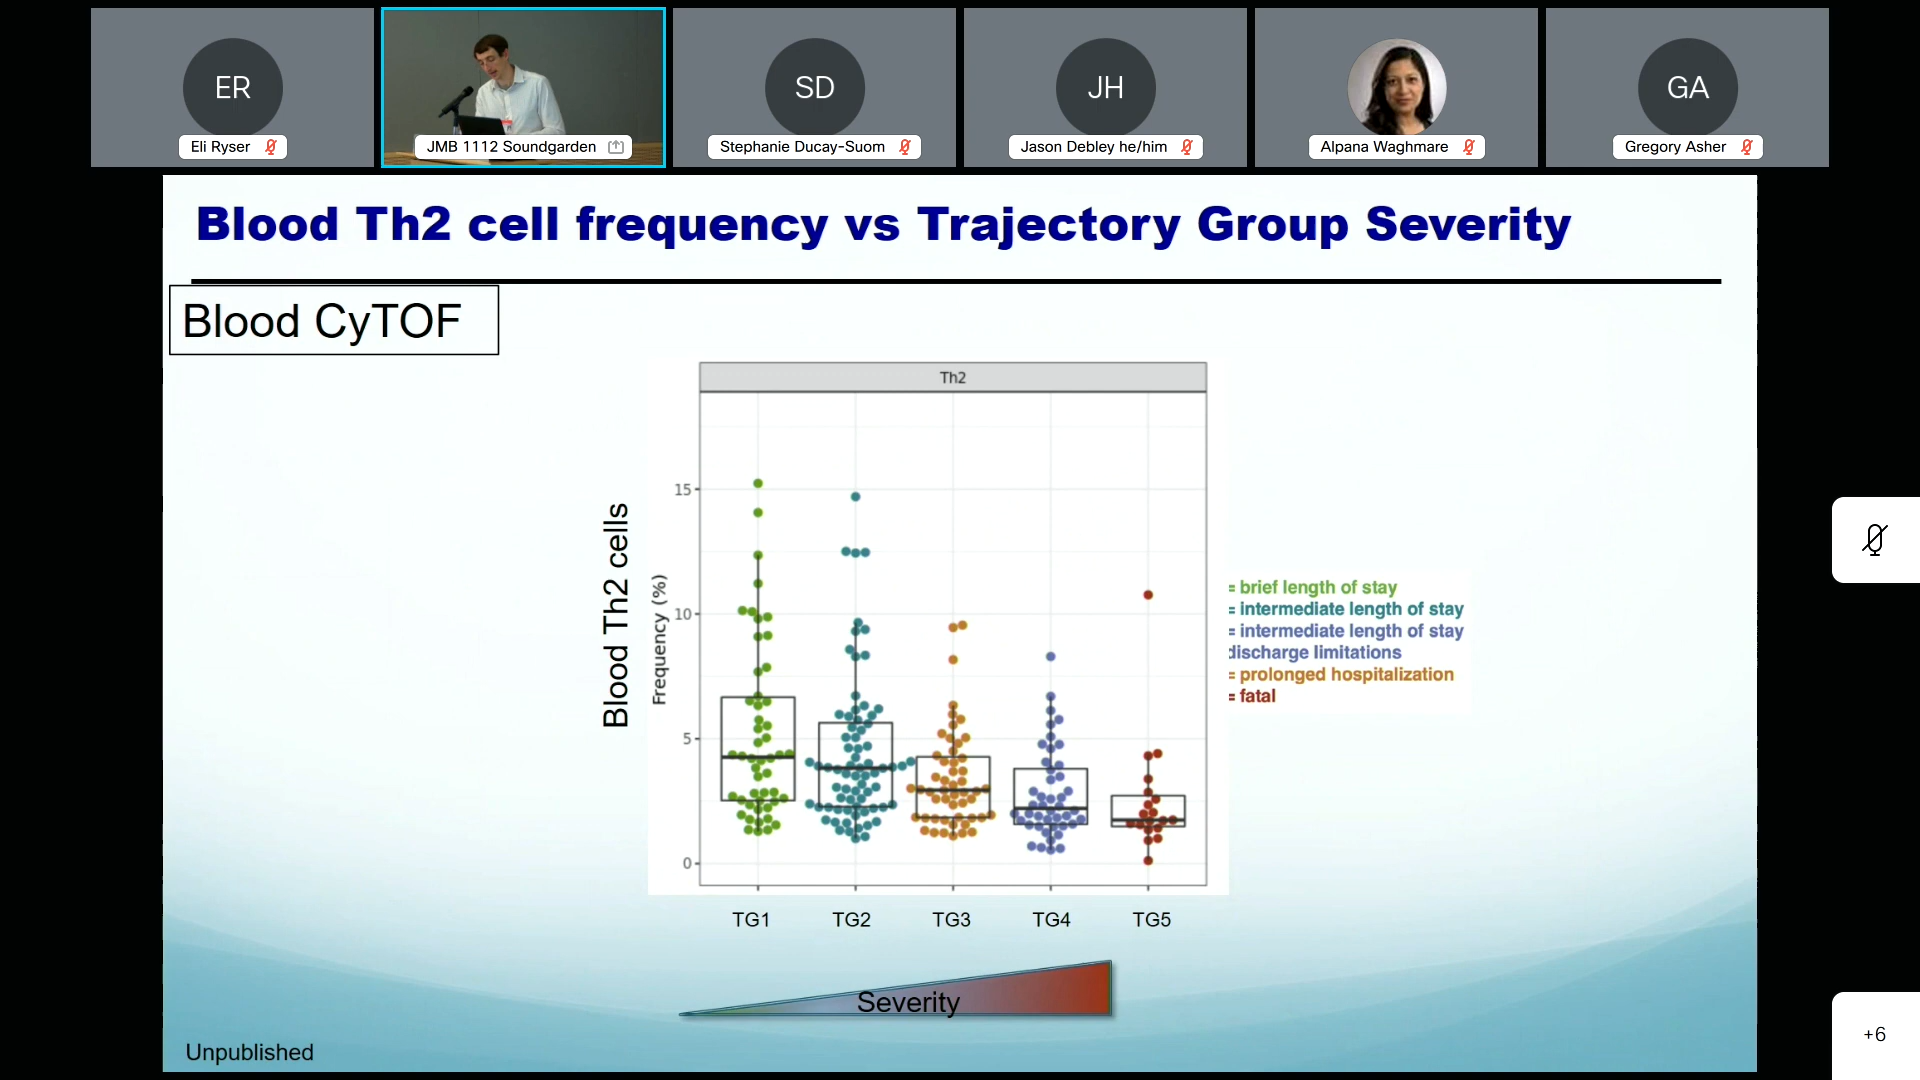 ER
SD
JH
GA
Eli Ryser
JMB 1112 Soundgarden
Stephanie Ducay-Suom
Jason Debley he/him
Alpana Waghmare
Gregory Asher
Blood Th2 cell frequency vs Trajectory Group Severity
Blood CyTOF
Th2
Blood Th2 cells
Frequency (%)
15
10
5
0
= brief length of stay
= intermediate length of stay
= intermediate length of stay
discharge limitations
= prolonged hospitalization
= fatal
TG1 TG2 TG3 TG4 TG5
Severity
Unpublished
+6